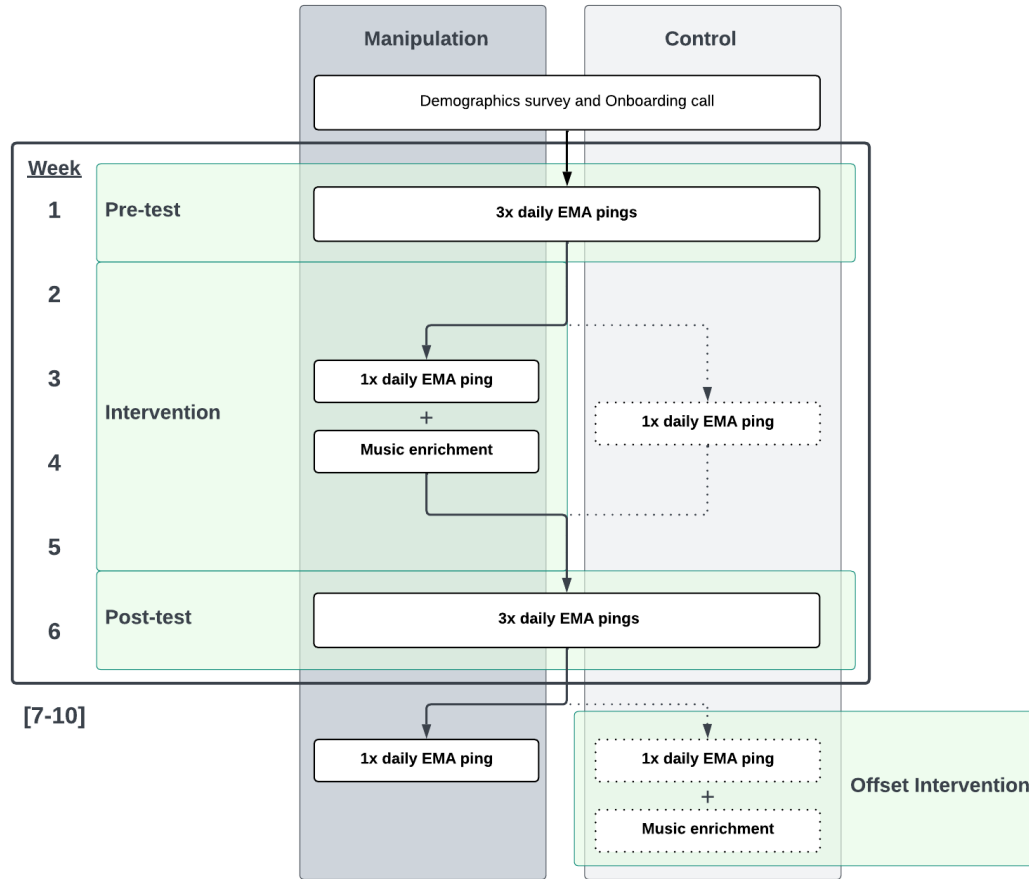 Manipulation
Control
Demographics survey and Onboarding call
Week
1
Pre-test
3x daily EMA pings
2
3
1x daily EMA ping
Intervention
+
1x daily EMA ping
4
Music enrichment
5
Post-test
6
3x daily EMA pings
[7-10]
1x daily EMA ping
1x daily EMA ping
Offset Intervention
+
Music enrichment